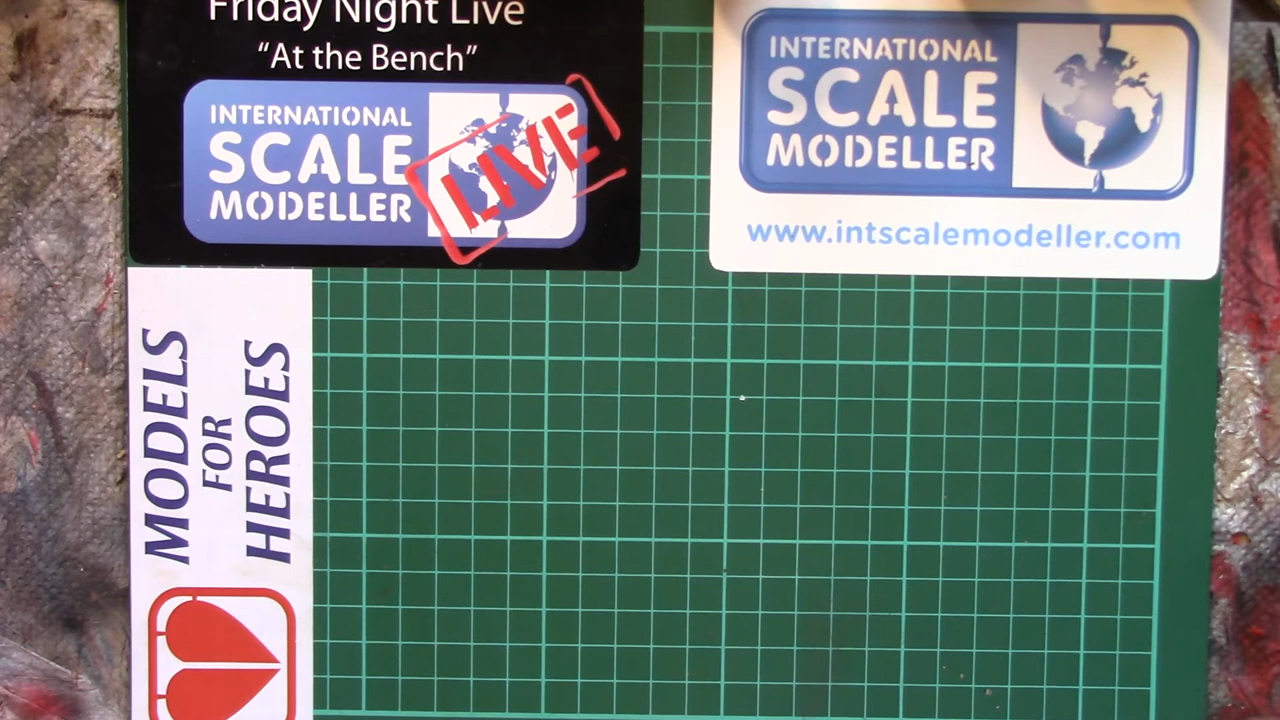 Friday Night Live
“At the Bench”
INTERNATIONAL
SCALE
MODELLER
LIVE!
INTERNATIONAL
SCALE
MODELLER
www.intscalemodeller.com
MODELS
FOR
HEROES